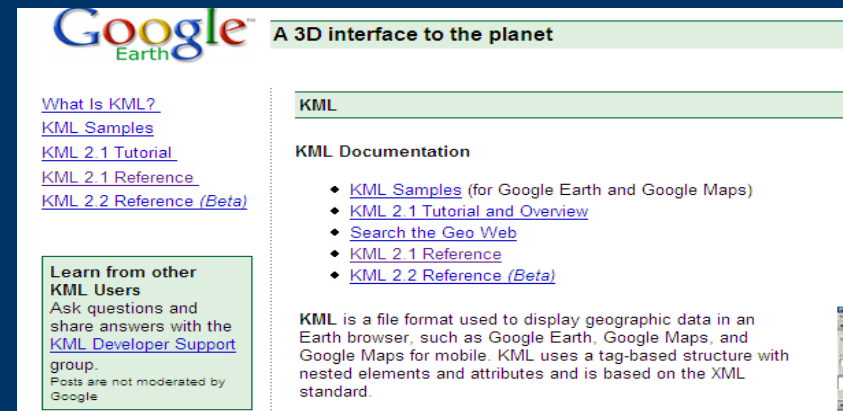 Google™
Earth
A 3D interface to the planet
What Is KML?
KML Samples
KML 2.1 Tutorial
KML 2.1 Reference
KML 2.2 Reference (Beta)
Learn from other
KML Users
Ask questions and
share answers with the
KML Developer Support
group.
Posts are not moderated by
Google
KML
KML Documentation
KML Samples (for Google Earth and Google Maps)
KML 2.1 Tutorial and Overview
Search the Geo Web
KML 2.1 Reference
KML 2.2 Reference (Beta)
KML is a file format used to display geographic data in an
Earth browser, such as Google Earth, Google Maps, and
Google Maps for mobile. KML uses a tag-based structure with
nested elements and attributes and is based on the XML
standard.